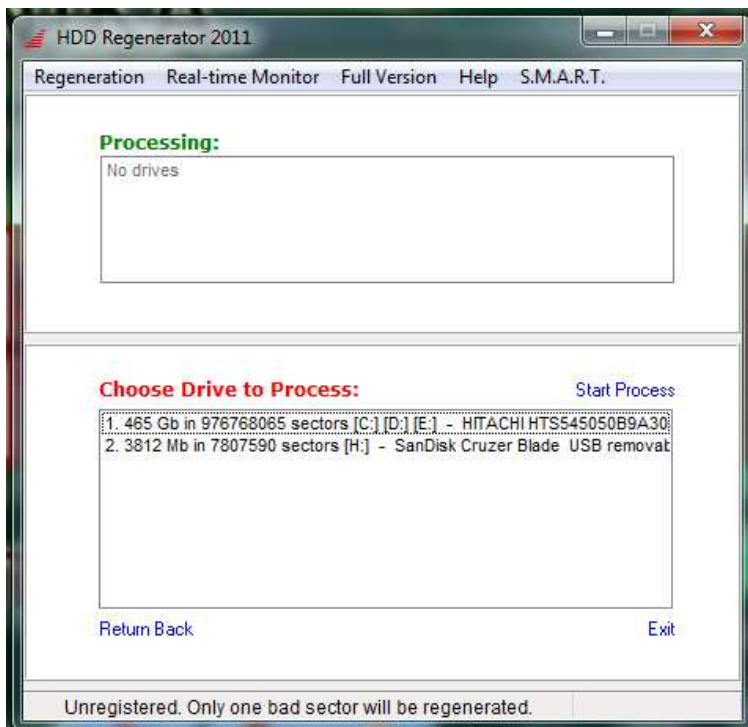 HDD Regenerator 2011
Regeneration Real-time Monitor Full Version Help S.M.A.R.T.
Processing:
No drives
Choose Drive to Process: Start Process
1. 465 Gb in 976768065 sectors [C:] [D:] [E:] - HITACHI HTS545050B9A30
2. 3812 Mb in 7807590 sectors [H:] - SanDisk Cruzer Blade USB removab
Return Back Exit
Unregistered. Only one bad sector will be regenerated.